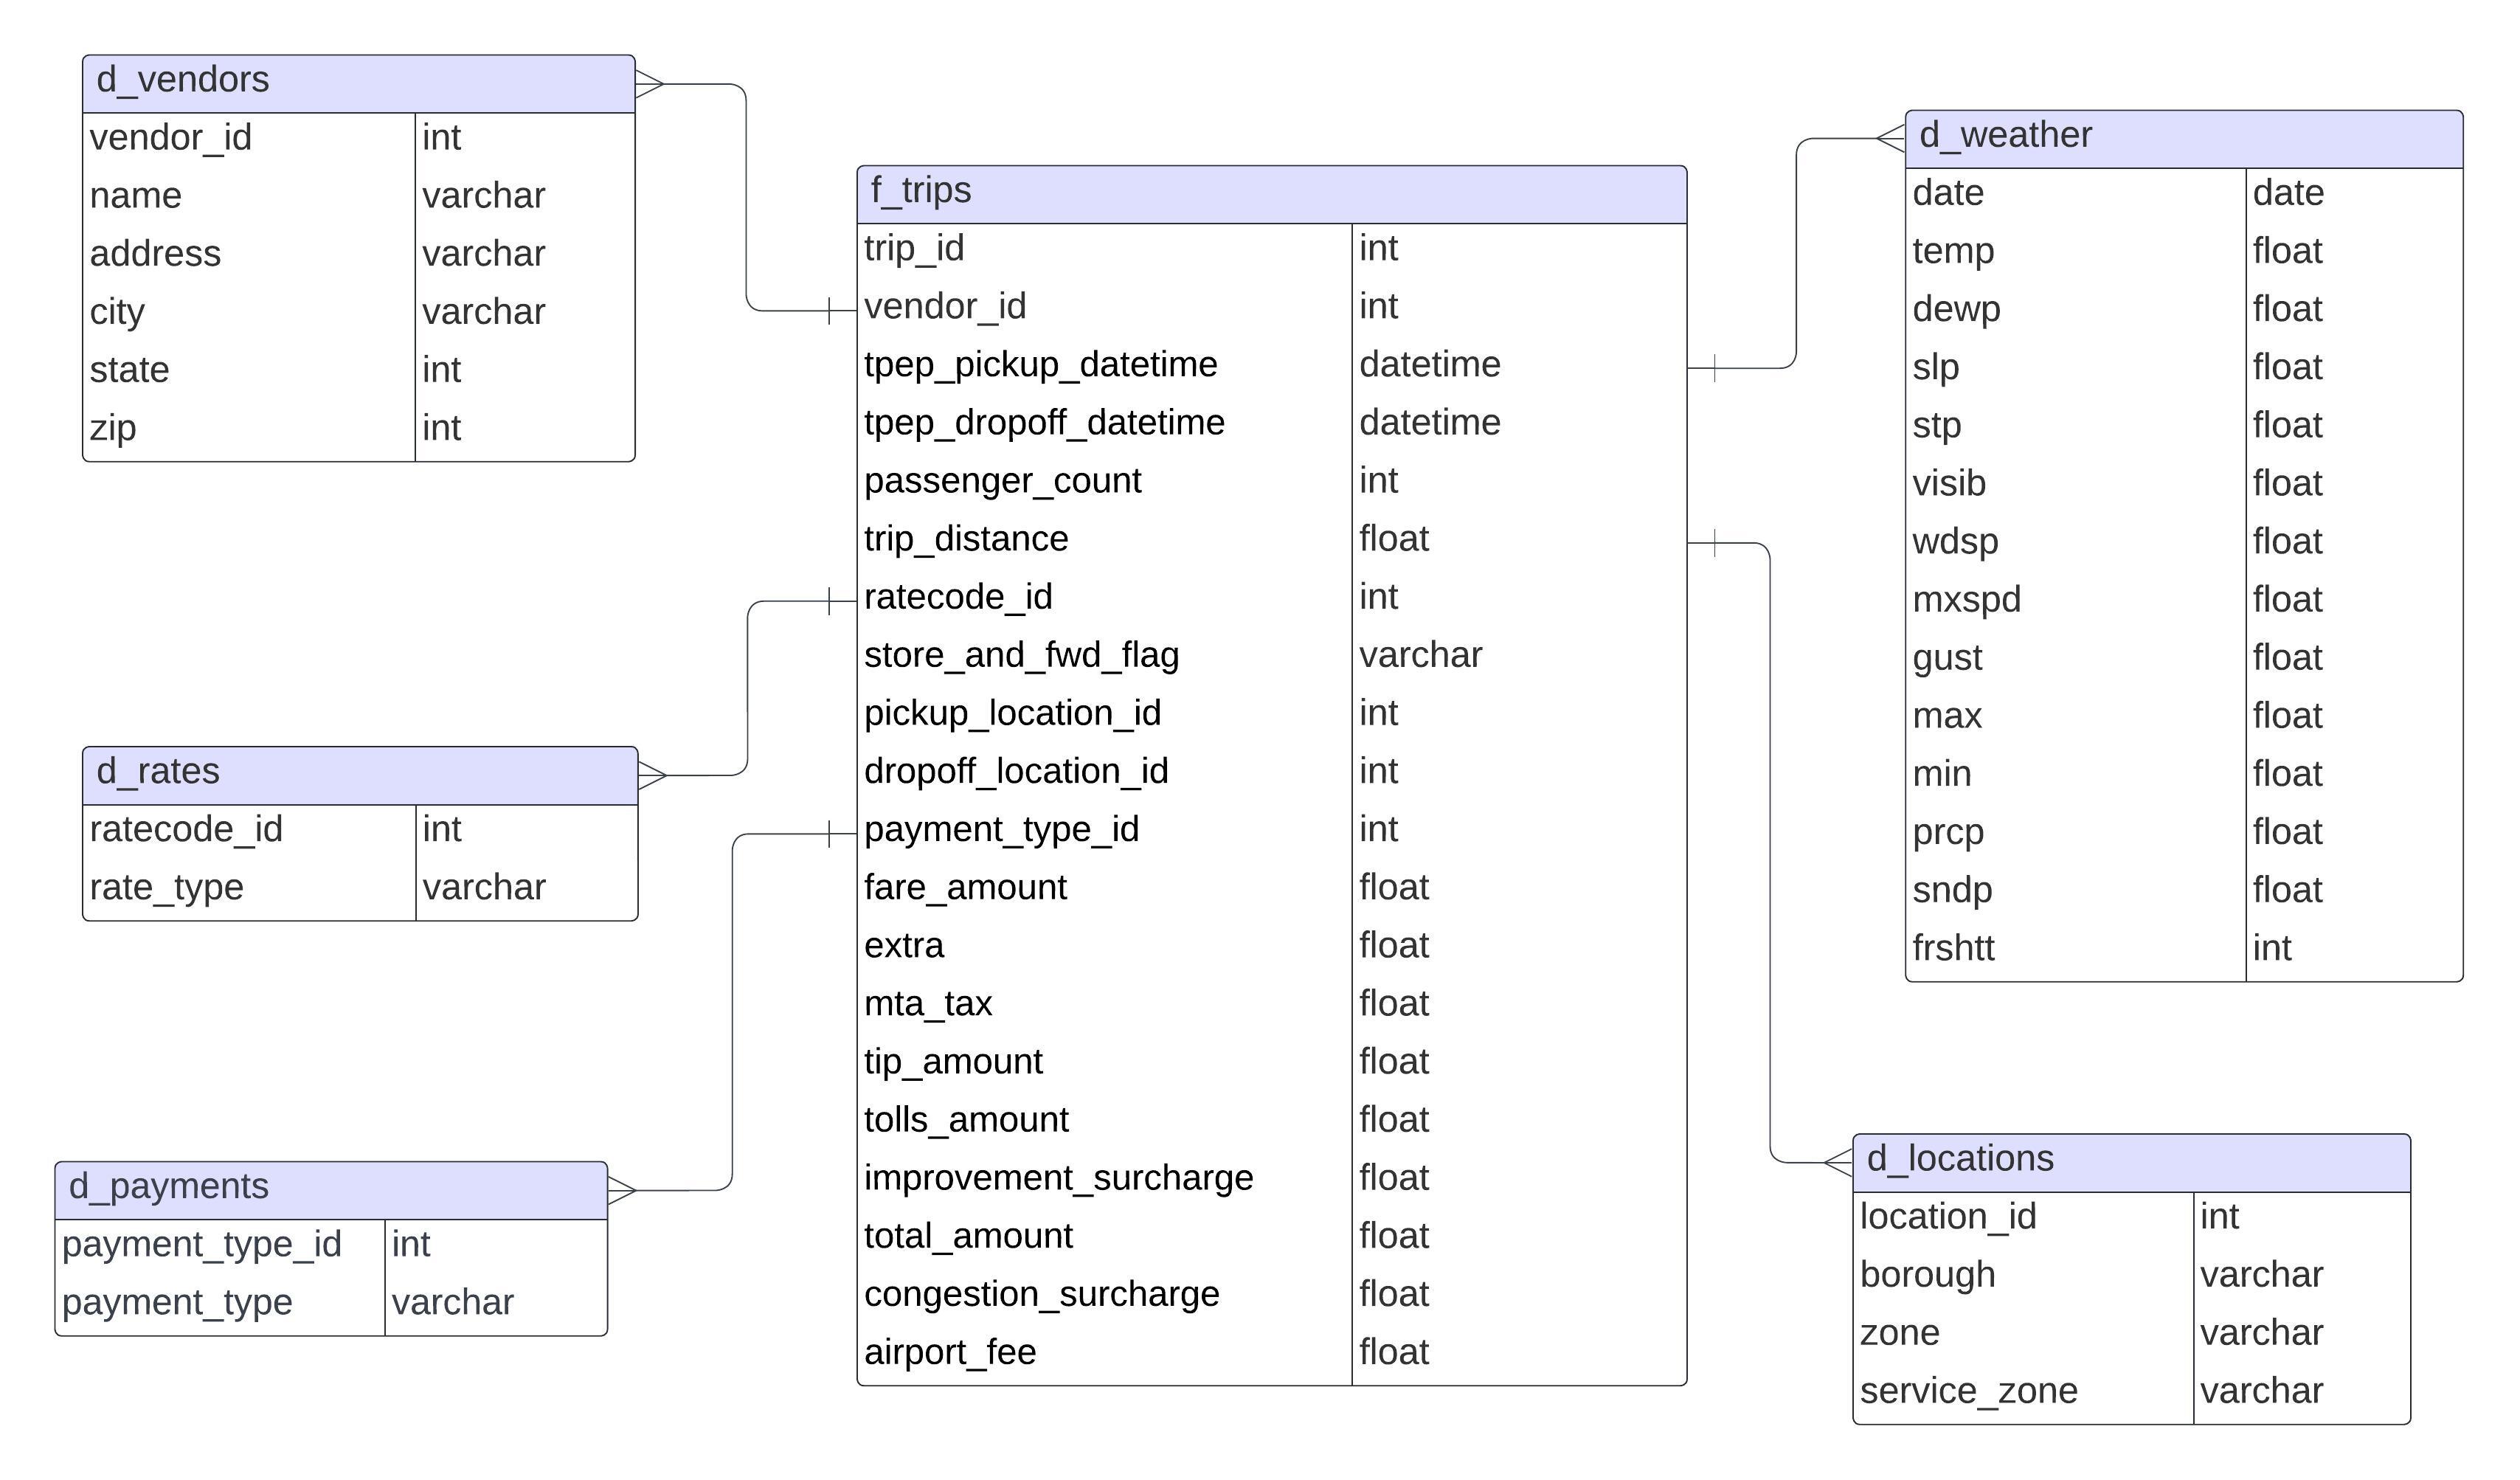 d_vendors
vendor_id int
name varchar
address varchar
city varchar
state int
zip int
d_rates
ratecode_id int
rate_type varchar
d_payments
payment_type_id int
payment_type varchar
f_trips
trip_id int
vendor_id int
tpep_pickup_datetime datetime
tpep_dropoff_datetime datetime
passenger_count int
trip_distance float
ratecode_id int
store_and_fwd_flag varchar
pickup_location_id int
dropoff_location_id int
payment_type_id int
fare_amount float
extra float
mta_tax float
tip_amount float
tolls_amount float
improvement_surcharge float
total_amount float
congestion_surcharge float
airport_fee float
d_weather
date date
temp float
dewp float
slp float
stp float
visib float
wdsp float
mxspd float
gust float
max float
min float
prcp float
sndp float
frshtt int
d_locations
location_id int
borough varchar
zone varchar
service_zone varchar